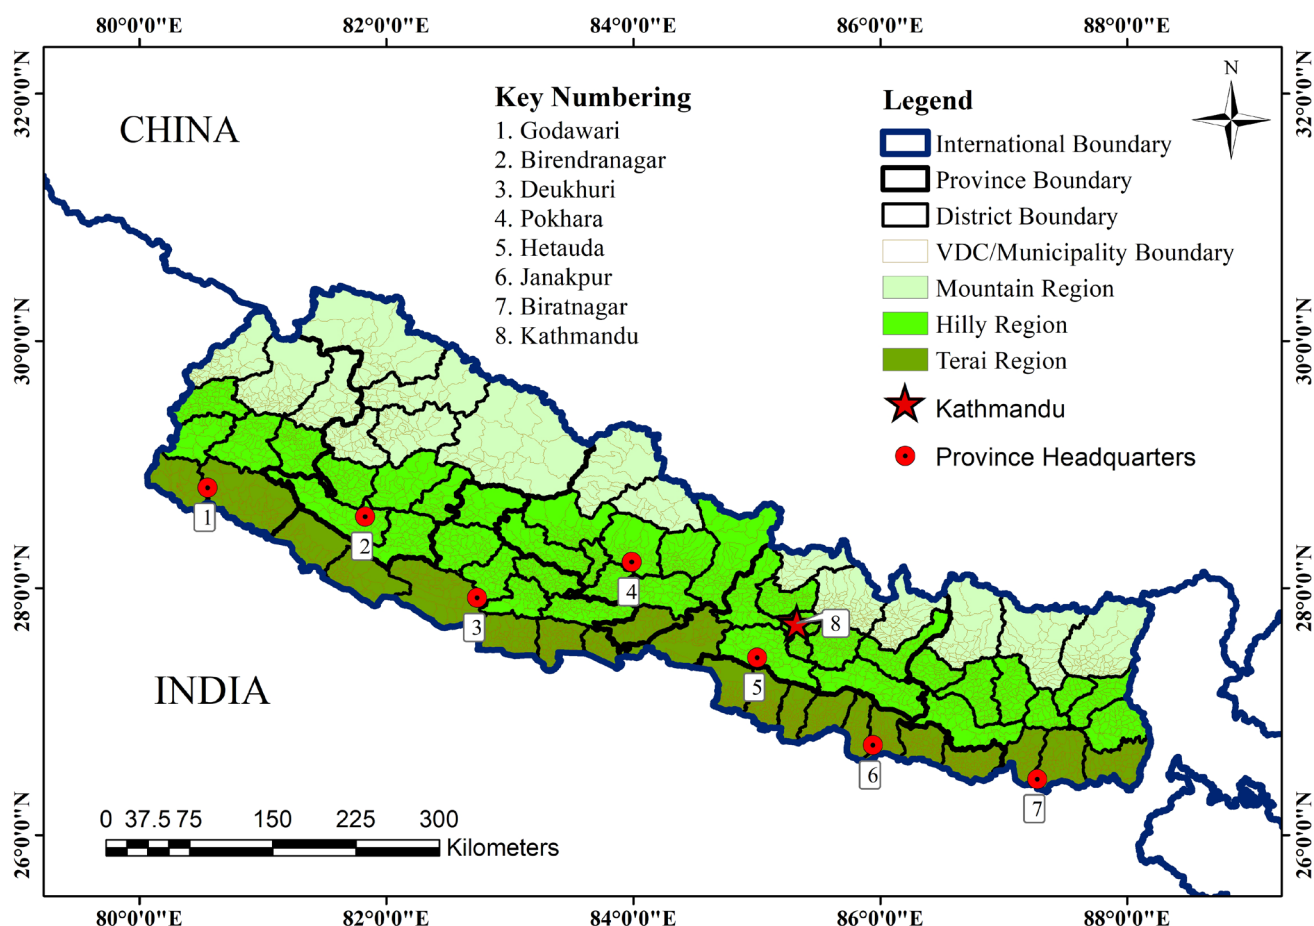 80°0'0"E 82°0'0"E 84°0'0"E 86°0'0"E 88°0'0"E
32°0'0"N
30°0'0"N
28°0'0"N
26°0'0"N
32°0'0"N
30°0'0"N
28°0'0"N
26°0'0"N
N
CHINA
INDIA
Key Numbering
1. Godawari
2. Birendranagar
3. Deukhuri
4. Pokhara
5. Hetauda
6. Janakpur
7. Biratnagar
8. Kathmandu
Legend
International Boundary
Province Boundary
District Boundary
VDC/Municipality Boundary
Mountain Region
Hilly Region
Terai Region
Kathmandu
Province Headquarters
1
2
3
4
5
6
7
8
0 37.5 75 150 225 300
Kilometers
80°0'0"E 82°0'0"E 84°0'0"E 86°0'0"E 88°0'0"E